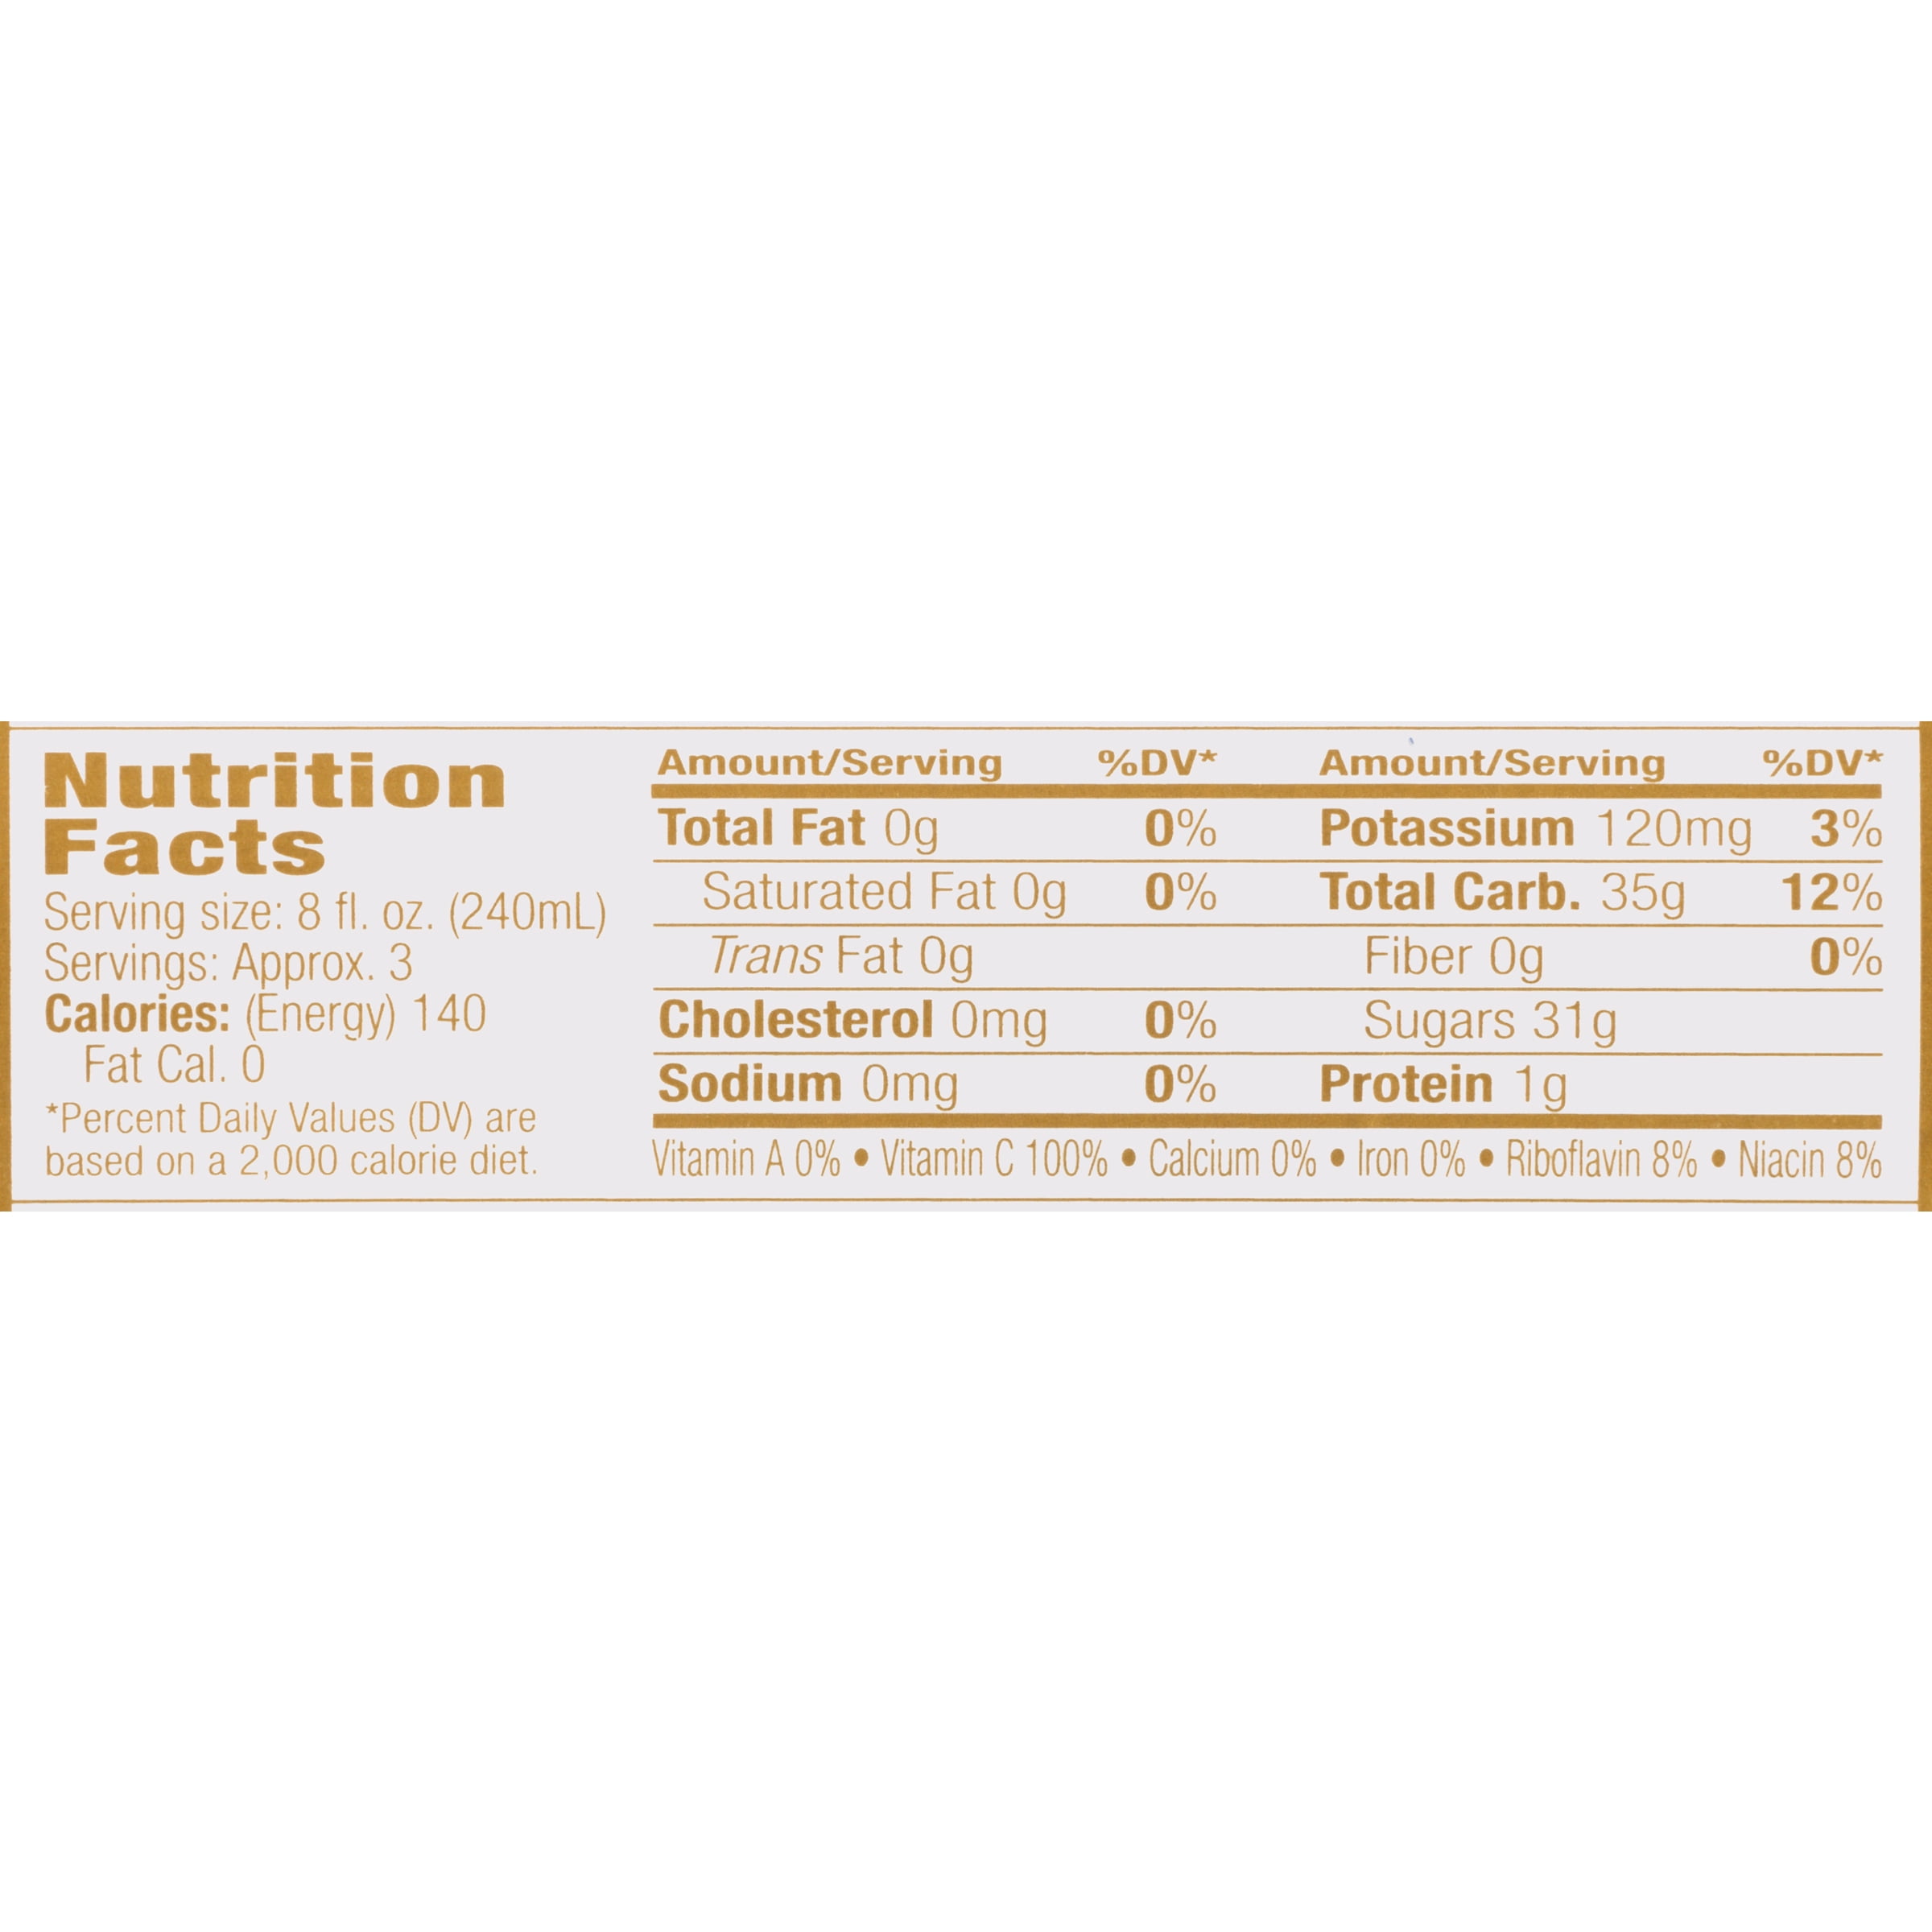 Nutrition
Facts
Serving size: 8 fl. oz. (240mL)
Servings: Approx. 3
Calories: (Energy) 140
Fat Cal. 0
*Percent Daily Values (DV) are
based on a 2,000 calorie diet.
Amount/Serving %DV* Amount/Serving %DV*
Total Fat 0g 0% Potassium 120mg 3%
Saturated Fat 0g 0% Total Carb. 35g 12%
Trans Fat 0g Fiber 0g 0%
Cholesterol 0mg 0% Sugars 31g
Sodium 0mg 0% Protein 1g
Vitamin A 0% • Vitamin C 100% • Calcium 0% • Iron 0% • Riboflavin 8% • Niacin 8%